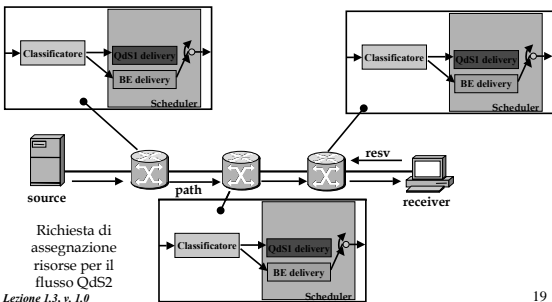 Classificatore
QdS1 delivery
BE delivery
Scheduler
Classificatore
QdS1 delivery
BE delivery
Scheduler
source
path
resv
receiver
Classificatore
QdS1 delivery
BE delivery
Scheduler
Richiesta di
assegnazione
risorse per il
flusso QdS2
Lezione 1.3, v. 1.0
19